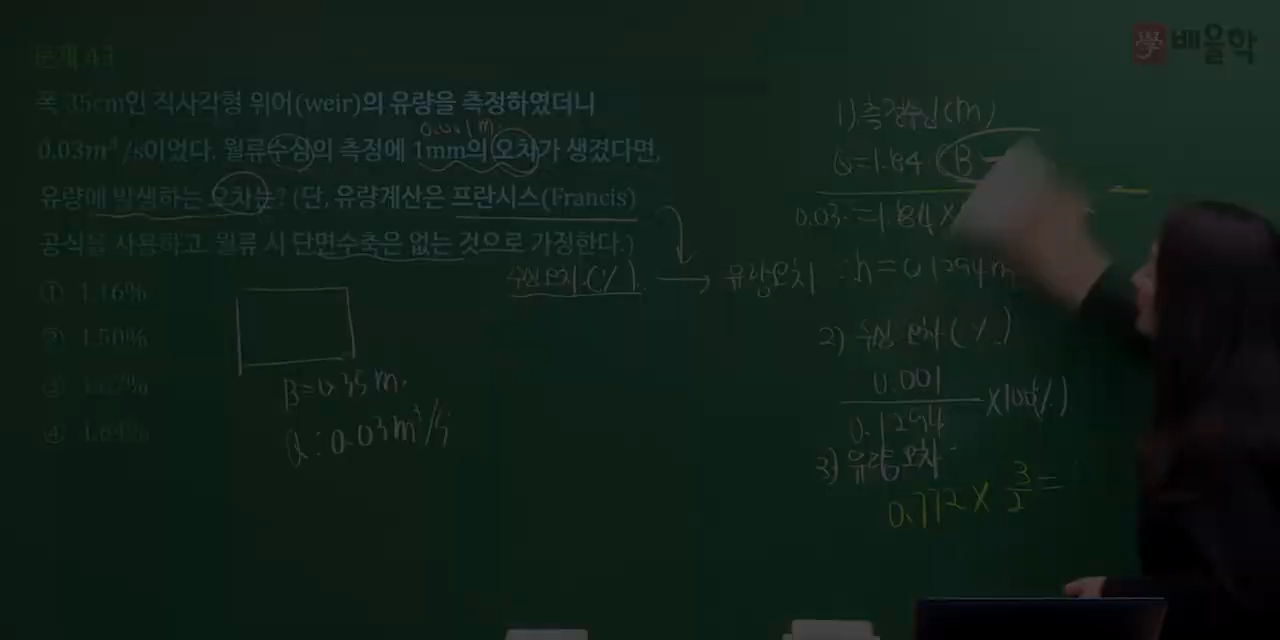 배울학
문제 43
폭 35cm인 직사각형 위어(weir)의 유량을 측정하였더니
0.001m
0.03m³/s이었다. 월류수심의 측정에 1mm의 오차가 생겼다면,
유량에 발생하는 오차는? (단, 유량계산은 프란시스(Francis)
공식을 사용하고 월류 시 단면수축은 없는 것으로 가정한다.)
① 1.16%
② 1.50%
③
④
수심오차(%) → 유량오차
B=0.35m.
Q:0.03m³/s
1)측정수심(m)
Q=1.84 (B
0.03=1.84×
∴h=0.1294m
2) 수심 오차(%)
0.001
0.1294
×100(%)
3)유량오차
0.772× 3/2=